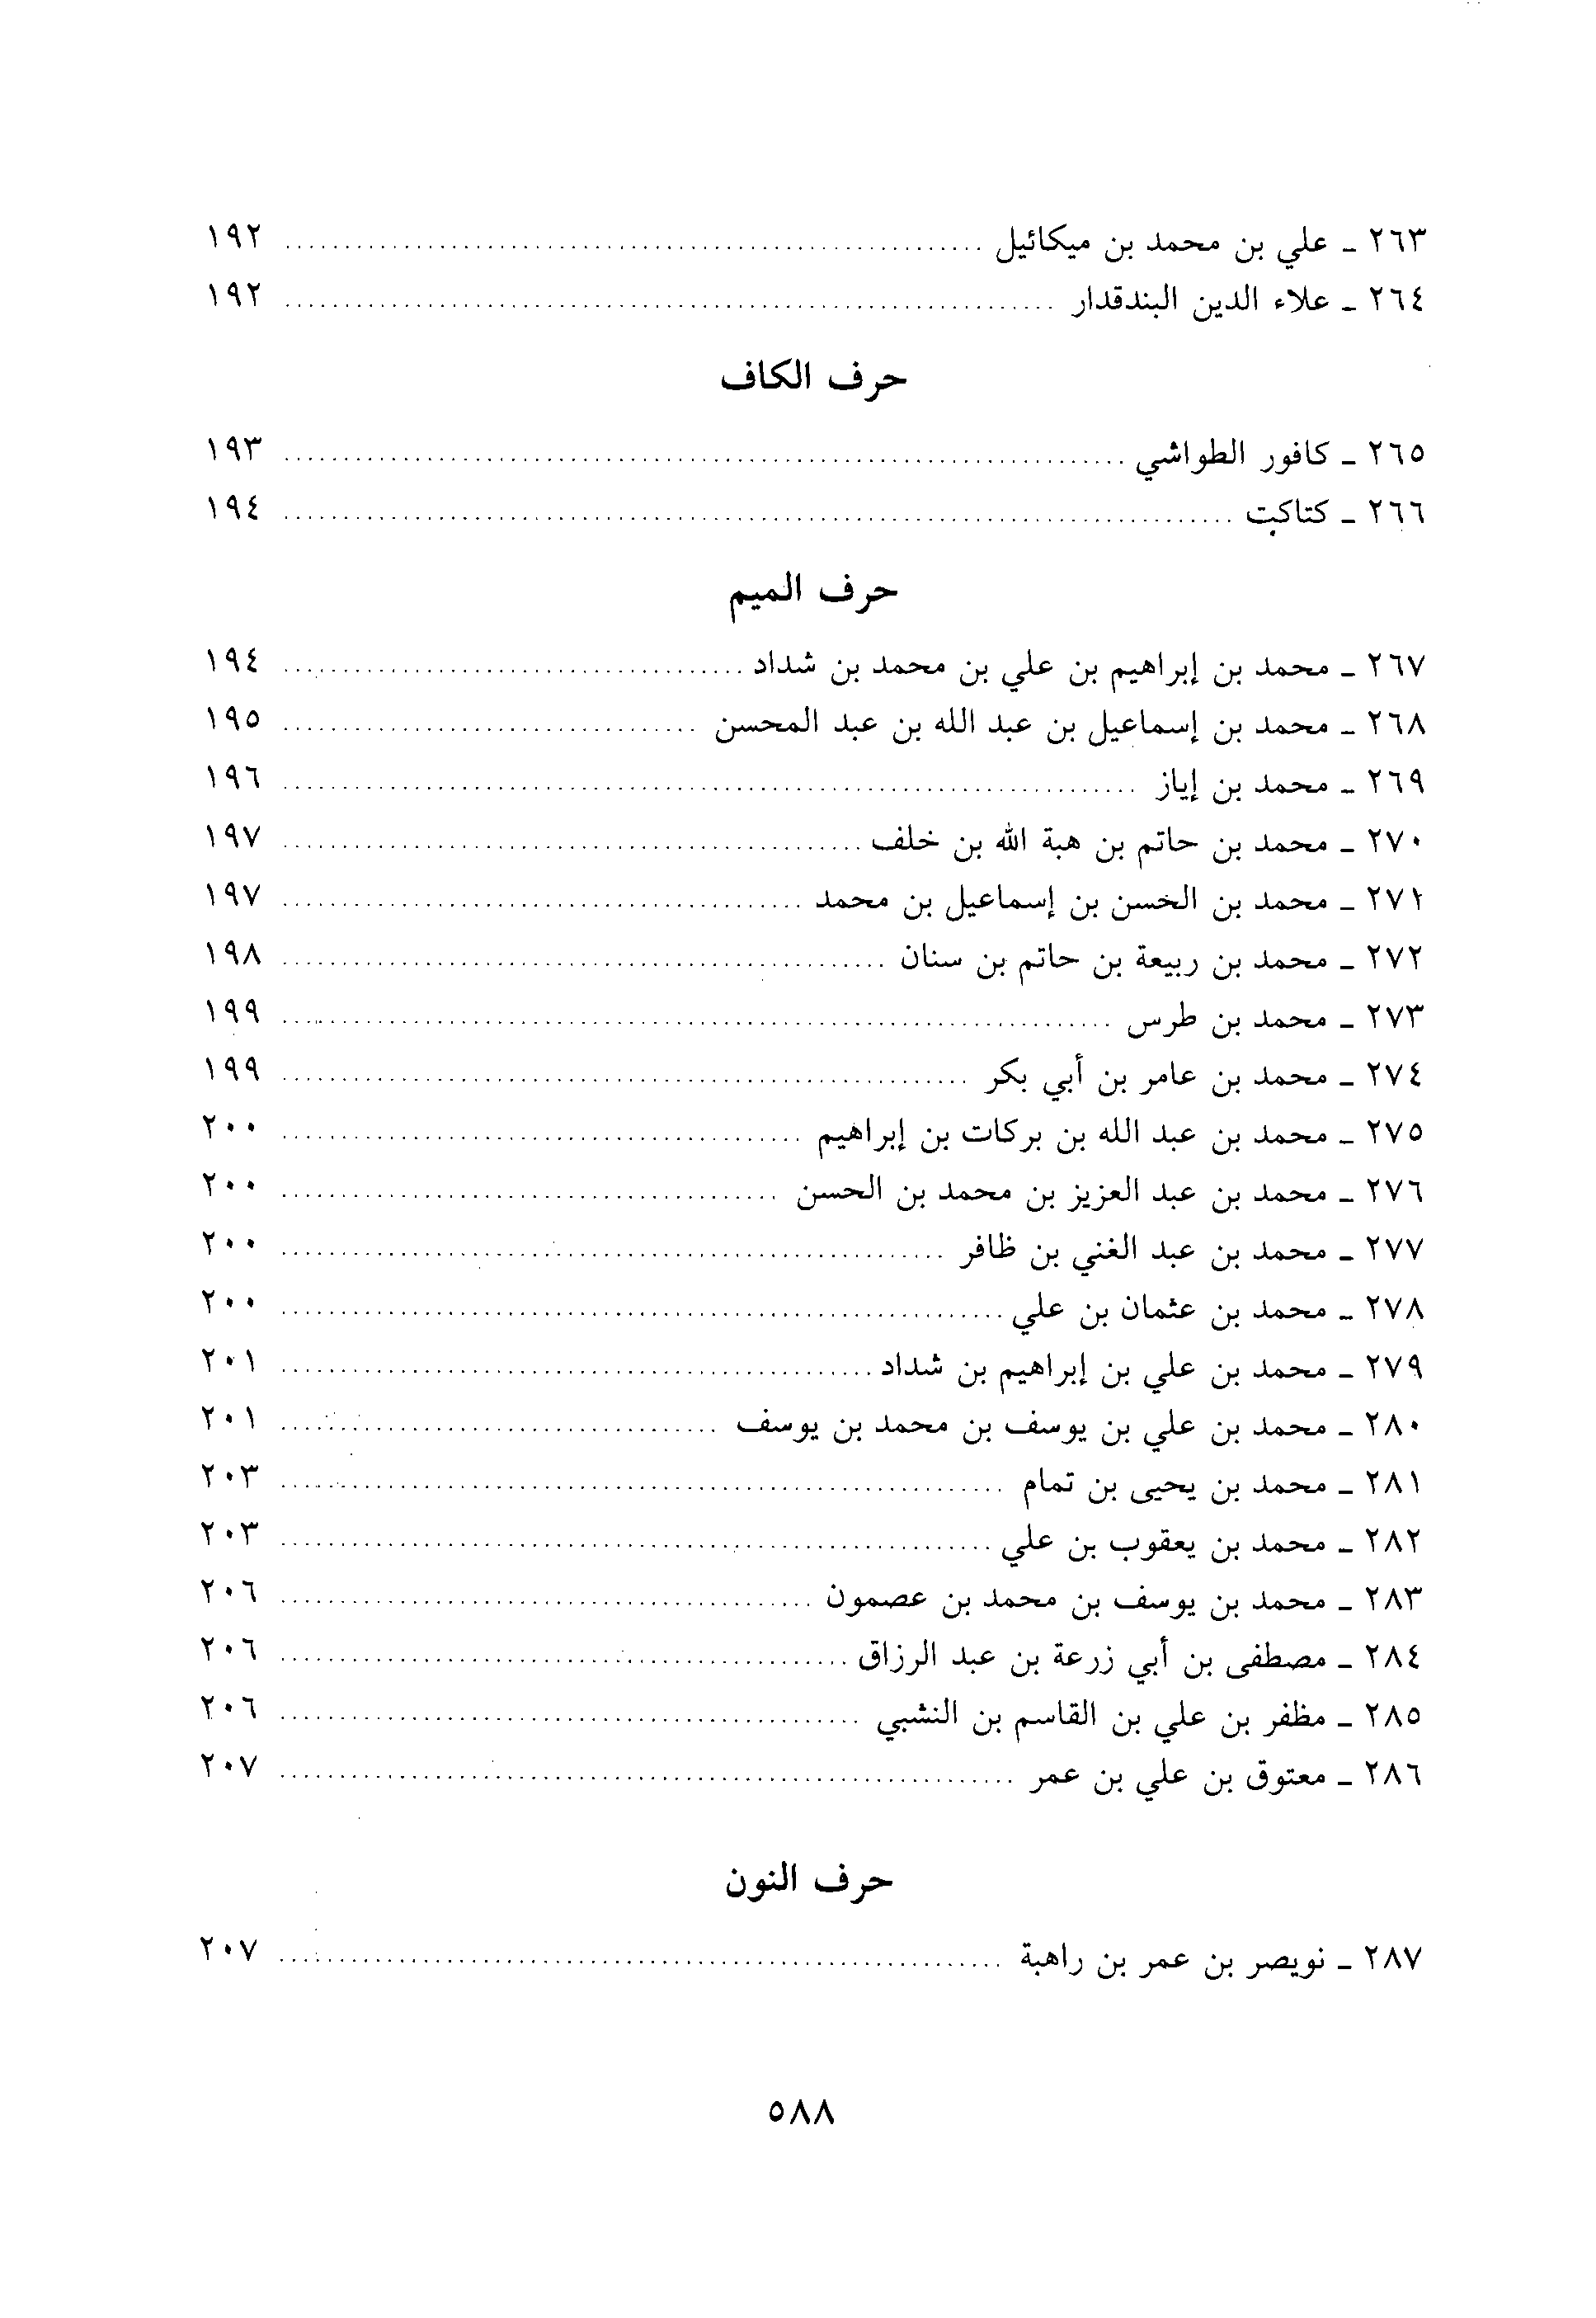 ٢٦٣ ـ علي بن محمد بن ميكائيل ........ ١٩٢
٢٦٤ ـ علاء الدين البندقدار ........ ١٩٢
حرف الكاف
٢٦٥ ـ كافور الطواشي ........ ١٩٣
٢٦٦ ـ كتاكبت ........ ١٩٤
حرف الميم
٢٦٧ ـ محمد بن إبراهيم بن علي بن محمد بن شداد ........ ١٩٤
٢٦٨ ـ محمد بن إسماعيل بن عبد الله بن عبد المحسن ........ ١٩٥
٢٦٩ ـ محمد بن إياز ........ ١٩٦
٢٧٠ ـ محمد بن حاتم بن هبة الله بن خلف ........ ١٩٧
٢٧١ ـ محمد بن الخسن بن إسماعيل بن محمد ........ ١٩٧
٢٧٢ ـ محمد بن ربيعة بن حاتم بن سنان ........ ١٩٨
٢٧٣ ـ محمد بن طرس ........ ١٩٩
٢٧٤ ـ محمد بن عامر بن أبي بكر ........ ١٩٩
٢٧٥ ـ محمد بن عبد الله بن بركات بن إبراهيم ........ ٢٠٠
٢٧٦ ـ محمد بن عبد العزيز بن محمد بن الحسن ........ ٢٠٠
٢٧٧ ـ محمد بن عبد الغني بن ظافر ........ ٢٠٠
٢٧٨ ـ محمد بن عثمان بن علي ........ ٢٠٠
٢٧٩ ـ محمد بن علي بن إبراهيم بن شداد ........ ٢٠١
٢٨٠ ـ محمد بن علي بن يوسف بن محمد بن يوسف ........ ٢٠١
٢٨١ ـ محمد بن يحيى بن تمام ........ ٢٠٣
٢٨٢ ـ محمد بن يعقوب بن علي ........ ٢٠٣
٢٨٣ ـ محمد بن يوسف بن محمد بن عصمون ........ ٢٠٦
٢٨٤ ـ مصطفى بن أبي زرعة بن عبد الرزاق ........ ٢٠٦
٢٨٥ ـ مظفر بن علي بن القاسم بن النشبي ........ ٢٠٦
٢٨٦ ـ معتوق بن علي بن عمر ........ ٢٠٧
حرف النون
٢٨٧ ـ نويصر بن عمر بن راهبة ........ ٢٠٧
٥٨٨